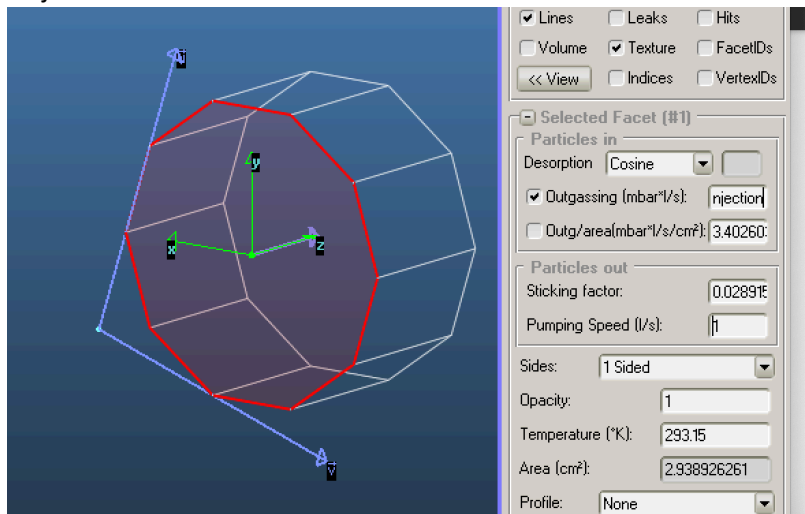 Lines Leaks Hits
Volume Texture FacetIDs
<< View Indices VertexIDs
Selected Facet (#1)
Particles in
Desorption Cosine
Outgassing (mbar*l/s): njection
Outg/area(mbar*l/s/cm²): 3.40260
Particles out
Sticking factor: 0.028915
Pumping Speed (l/s): 1
Sides: 1 Sided
Opacity: 1
Temperature (°K): 293.15
Area (cm²): 2.938926261
Profile: None
y
x
z
v